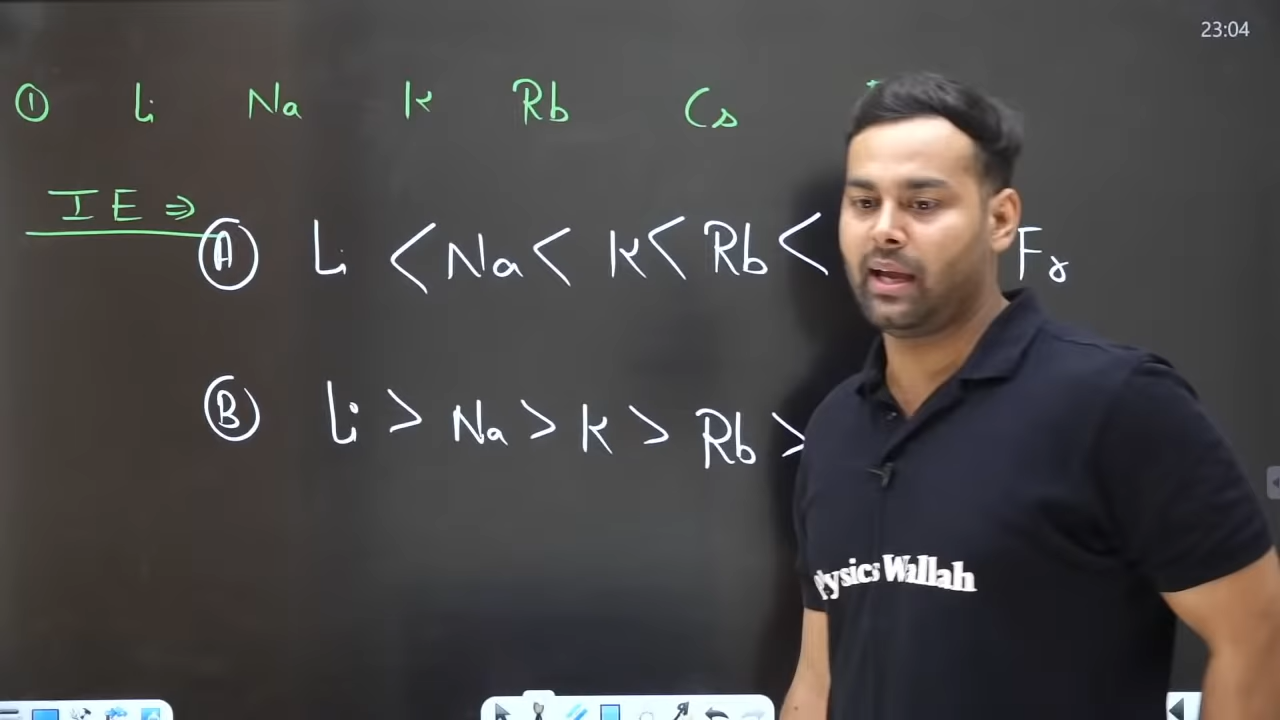 23:04
① Li Na K Rb Cs
IE ⇒
Ⓐ Li < Na < K < Rb < Fr
Ⓑ Li > Na > K > Rb >
Physics Wallah